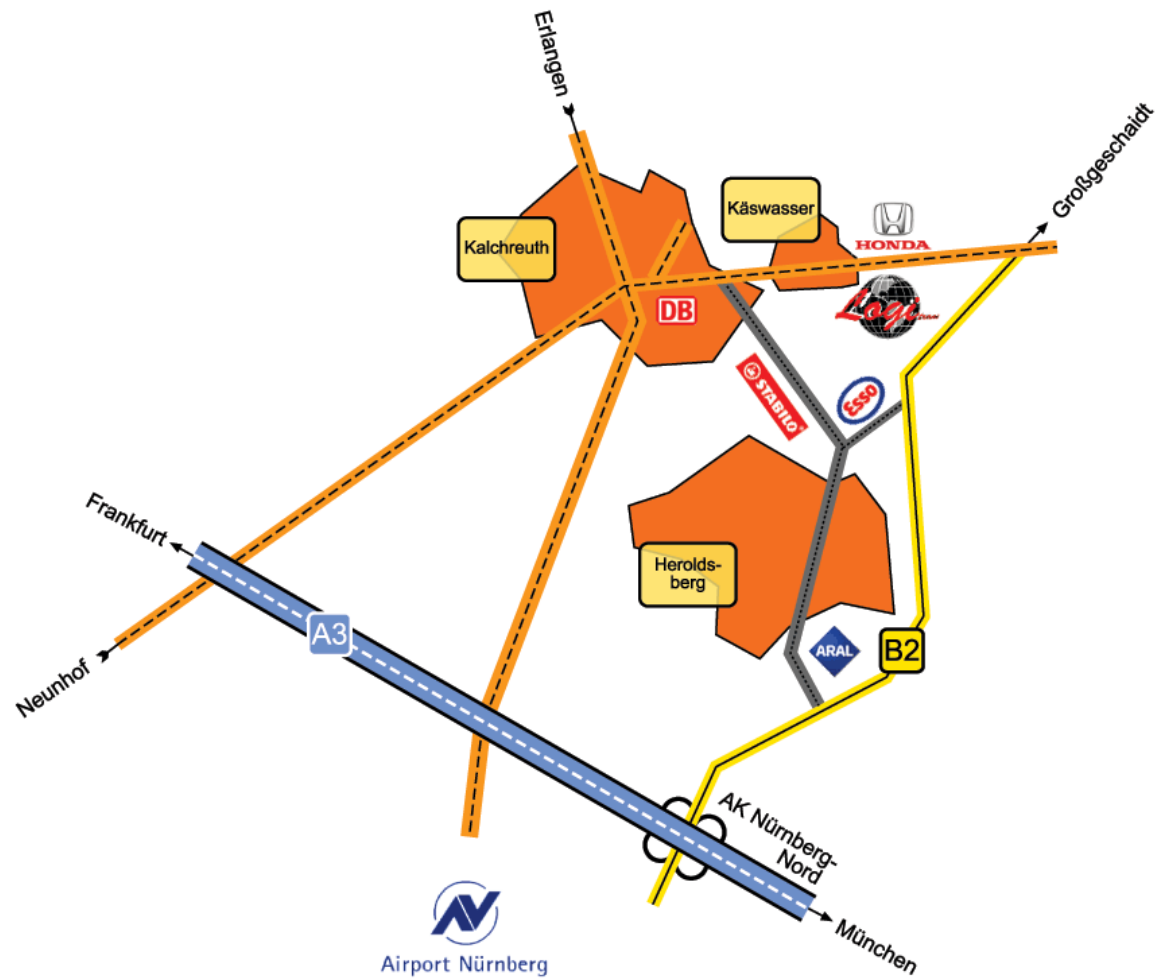 Erlangen
Großgeschaidt
Käswasser
HONDA
Kalchreuth
DB
Logi
STABILO
ESSO
Frankfurt
Herolds-
berg
A3
ARAL
B2
Neunhof
AK Nürnberg-
Nord
München
Airport Nürnberg